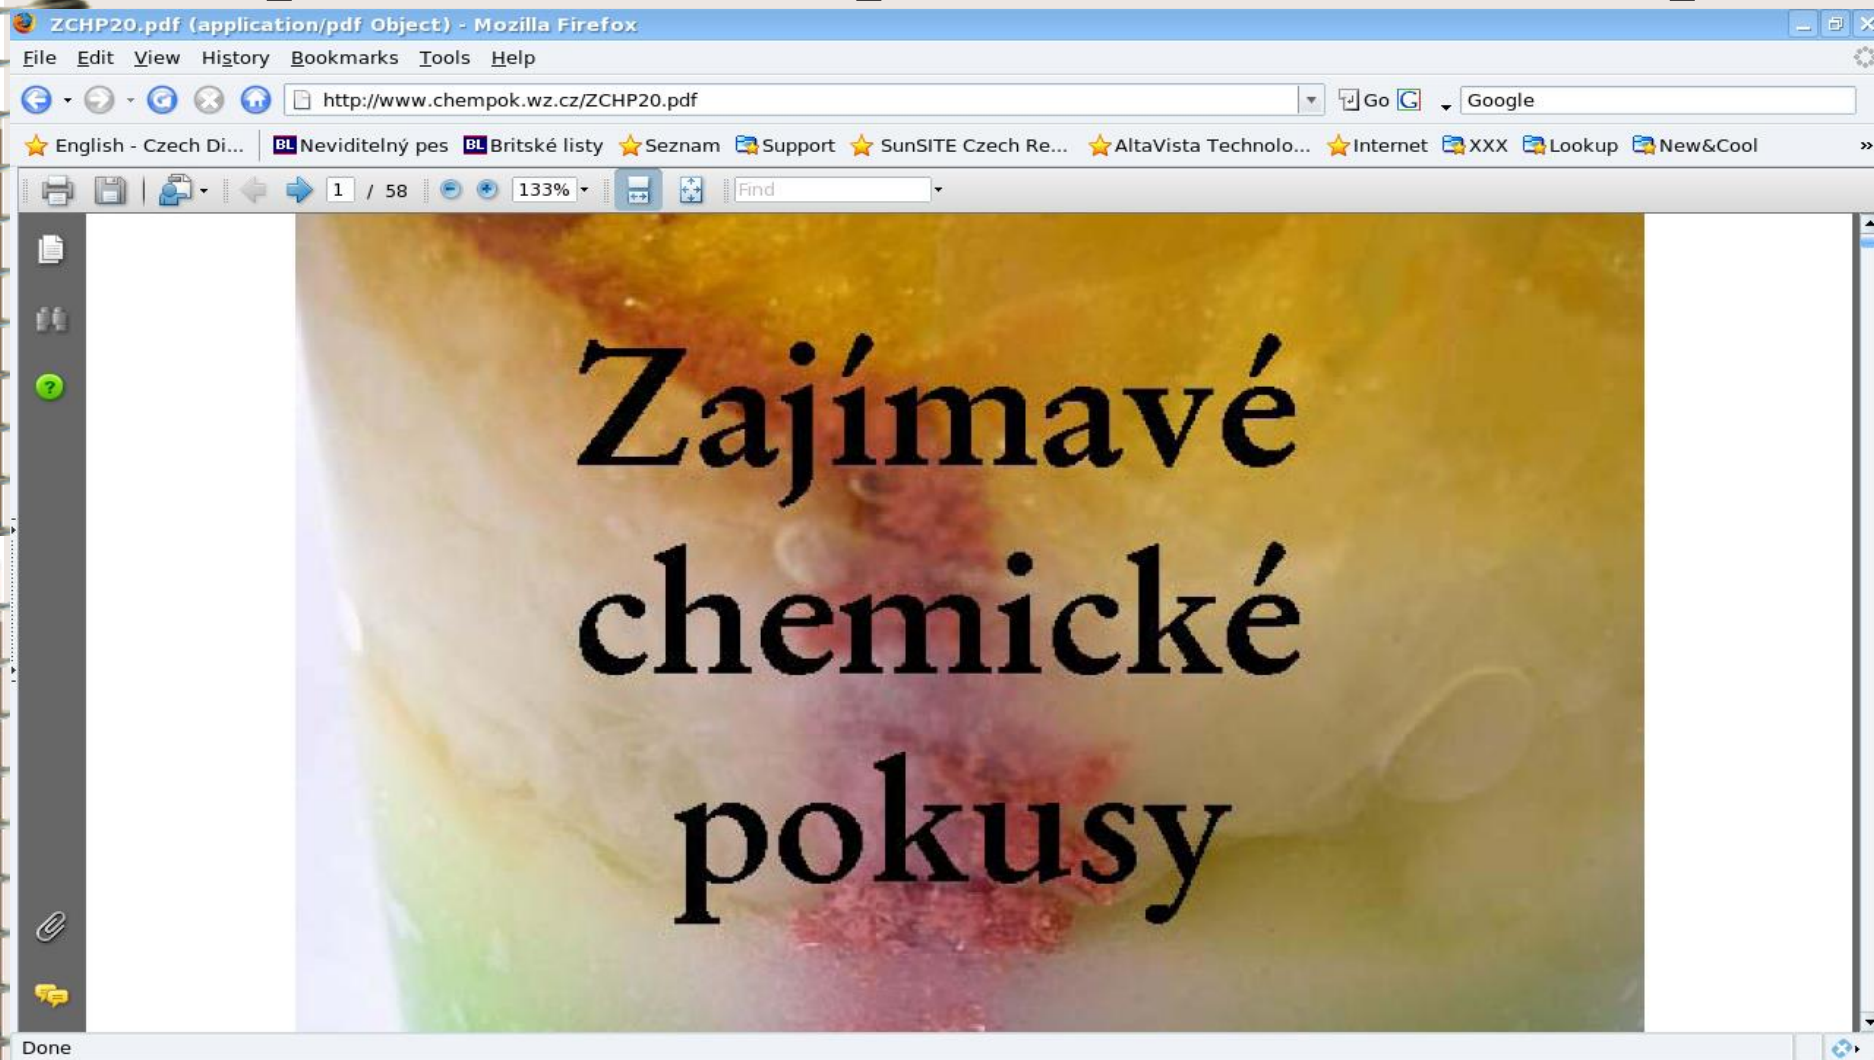 ZCHP20.pdf (application/pdf Object) - Mozilla Firefox
File Edit View History Bookmarks Tools Help
http://www.chempok.wz.cz/ZCHP20.pdf Go G Google
English - Czech Di... BL Neviditelný pes BL Britské listy Seznam Support SunSITE Czech Re... AltaVista Technolo... Internet XXX Lookup New&Cool »
1 / 58 133% Find
Zajímavé
chemické
pokusy
Done